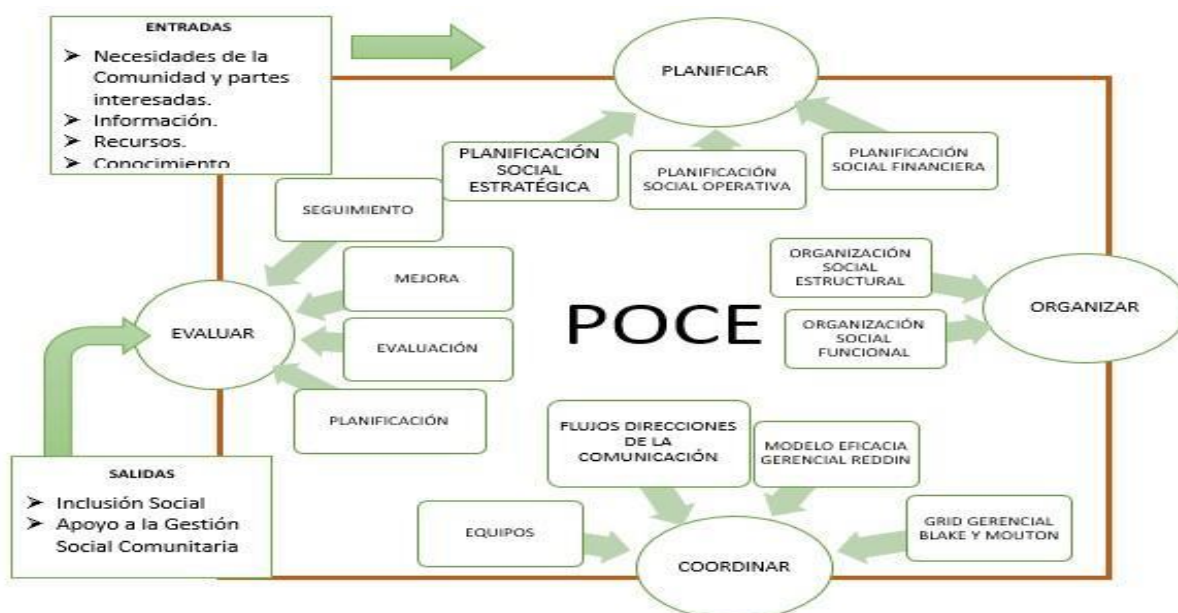 ENTRADAS
➤ Necesidades de la
Comunidad y partes
interesadas.
➤ Información.
➤ Recursos.
➤ Conocimiento
PLANIFICAR
PLANIFICACIÓN
SOCIAL
ESTRATÉGICA
PLANIFICACIÓN
SOCIAL OPERATIVA
PLANIFICACIÓN
SOCIAL FINANCIERA
SEGUIMIENTO
MEJORA
EVALUACIÓN
PLANIFICACIÓN
EVALUAR
POCE
ORGANIZACIÓN
SOCIAL
ESTRUCTURAL
ORGANIZACIÓN
SOCIAL
FUNCIONAL
ORGANIZAR
FLUJOS DIRECCIONES
DE LA
COMUNICACIÓN
MODELO EFICACIA
GERENCIAL REDDIN
EQUIPOS
GRID GERENCIAL
BLAKE Y MOUTON
COORDINAR
SALIDAS
➤ Inclusión Social
➤ Apoyo a la Gestión
Social Comunitaria